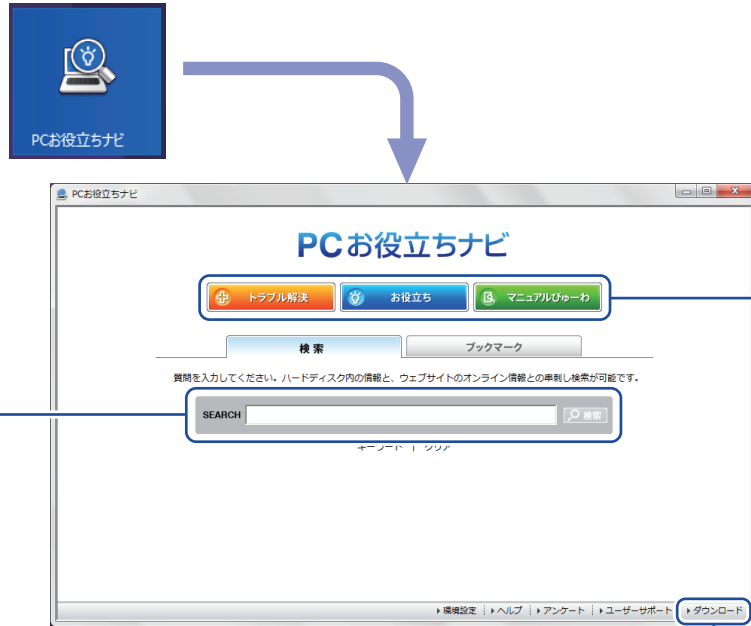 PCお役立ちナビ
PCお役立ちナビ
PCお役立ちナビ
トラブル解決 お役立ち マニュアルびゅーわ
検索 ブックマーク
質問を入力してください。ハードディスク内の情報と、ウェブサイトのオンライン情報との串刺し検索が可能です。
SEARCH 検索
キーワード | クリア
環境設定 ヘルプ アンケート ユーザーサポート ダウンロード